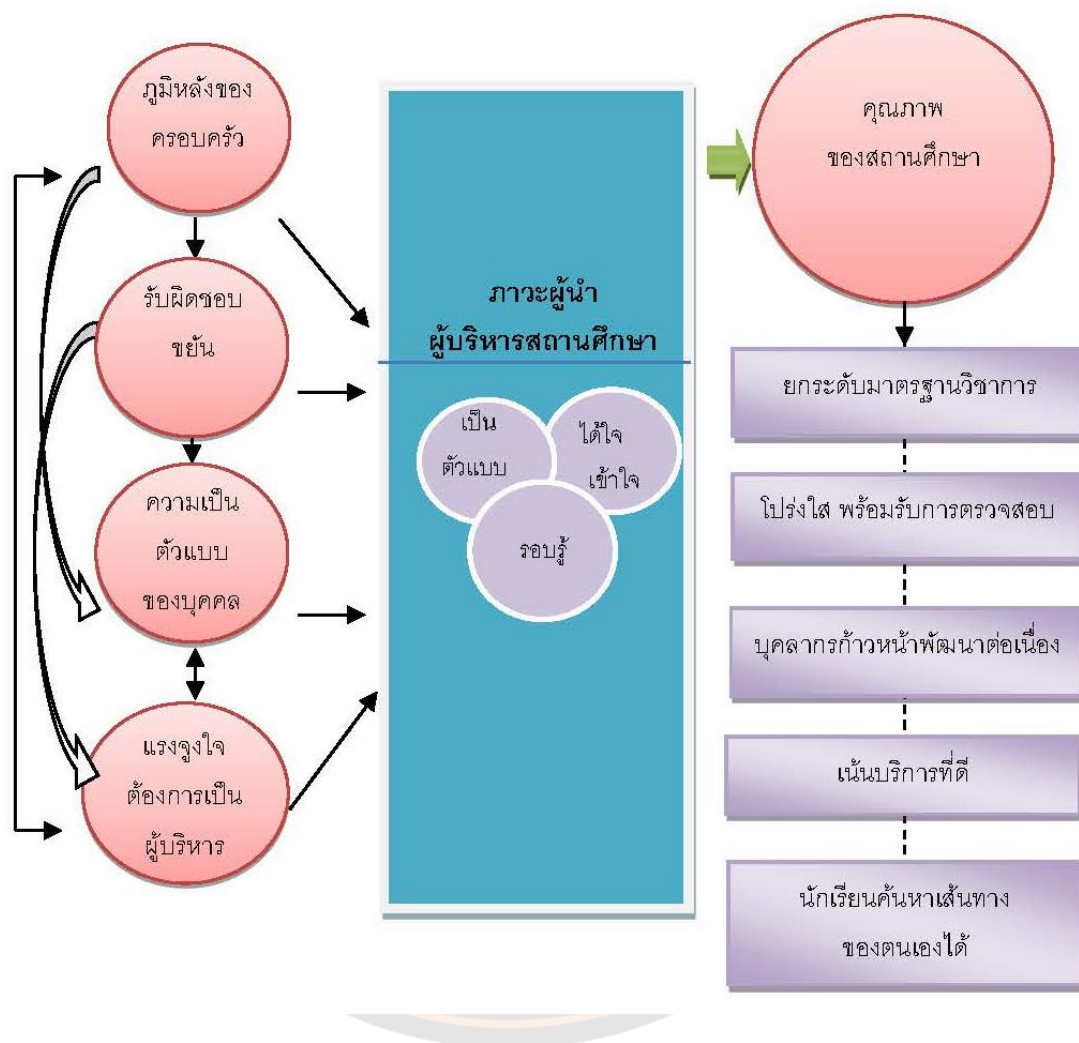 ภูมิหลังของ
ครอบครัว
รับผิดชอบ
ขยัน
ความเป็น
ตัวแบบ
ของบุคคล
แรงจูงใจ
ต้องการเป็น
ผู้บริหาร
ภาวะผู้นำ
ผู้บริหารสถานศึกษา
เป็น
ตัวแบบ
ได้ใจ
เข้าใจ
รอบรู้
คุณภาพ
ของสถานศึกษา
ยกระดับมาตรฐานวิชาการ
โปร่งใส พร้อมรับการตรวจสอบ
บุคลากรก้าวหน้าพัฒนาต่อเนื่อง
เน้นบริการที่ดี
นักเรียนค้นหาเส้นทาง
ของตนเองได้